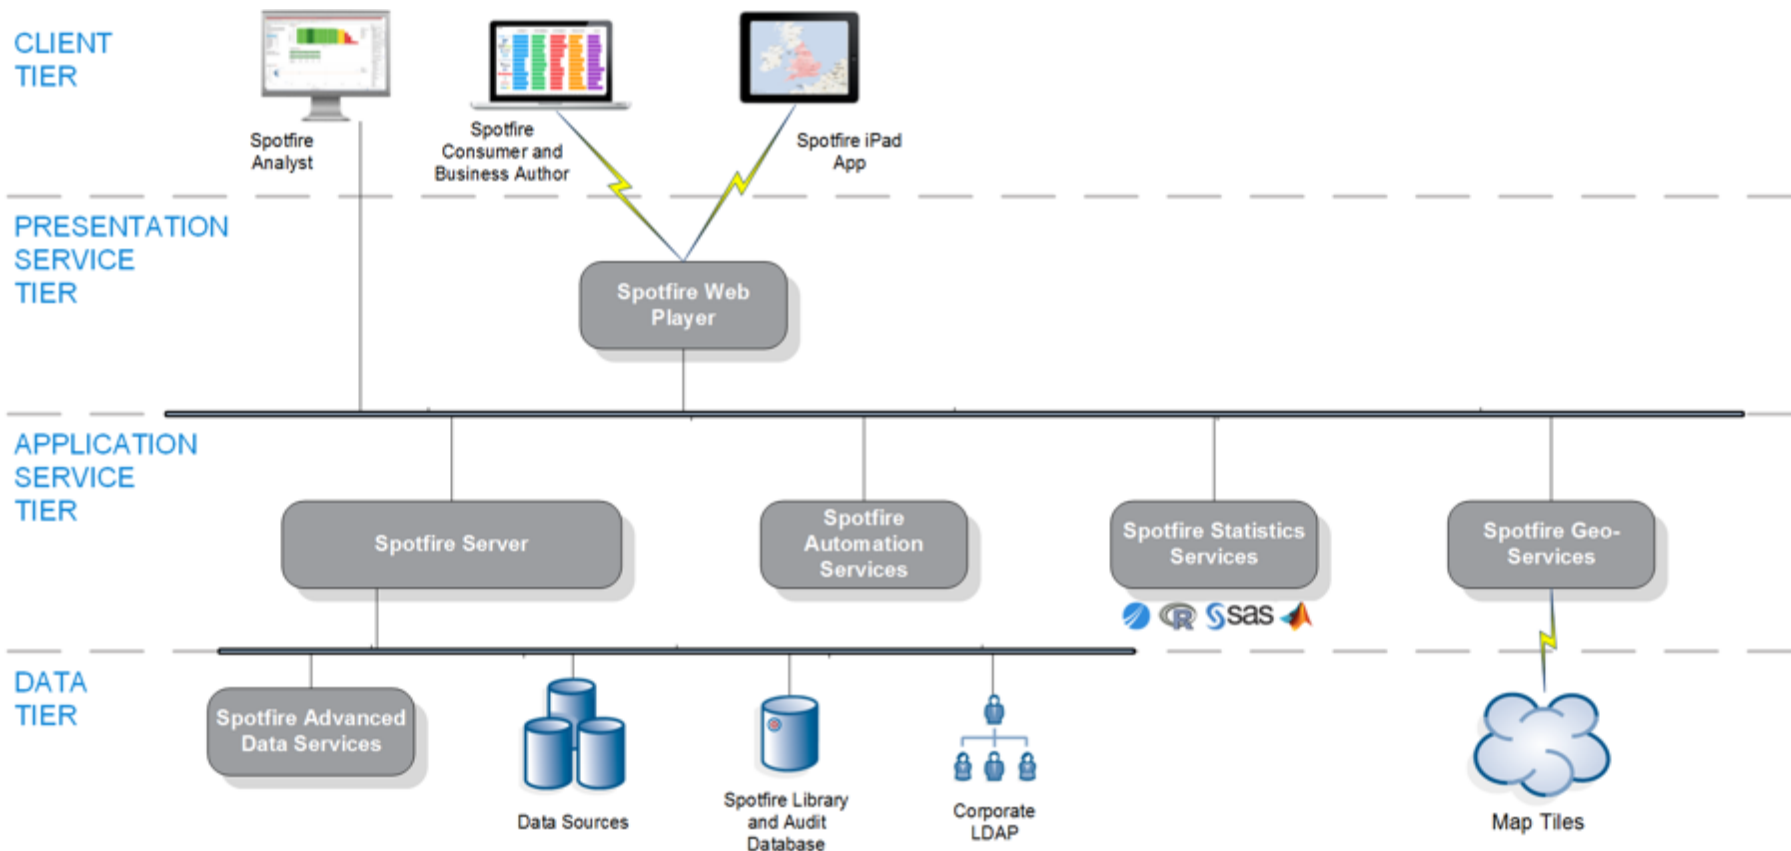 CLIENT
TIER
Spotfire
Analyst
Spotfire
Consumer and
Business Author
Spotfire iPad
App
PRESENTATION
SERVICE
TIER
Spotfire Web
Player
APPLICATION
SERVICE
TIER
Spotfire Server
Spotfire
Automation
Services
Spotfire Statistics
Services
R
sas
Spotfire Geo-
Services
DATA
TIER
Spotfire Advanced
Data Services
Data Sources
Spotfire Library
and Audit
Database
Corporate
LDAP
Map Tiles